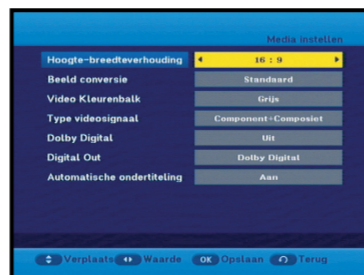 Media Instellen
Hoogte-breedteverhouding 16 : 9
Beeld conversie Standaard
Video Kleurenbalk Grijs
Type videosignaal Component+Composiet
Dolby Digital Uit
Digital Out Dolby Digital
Automatische ondertiteling Aan
Verplaats Waarde OK Opslaan Terug